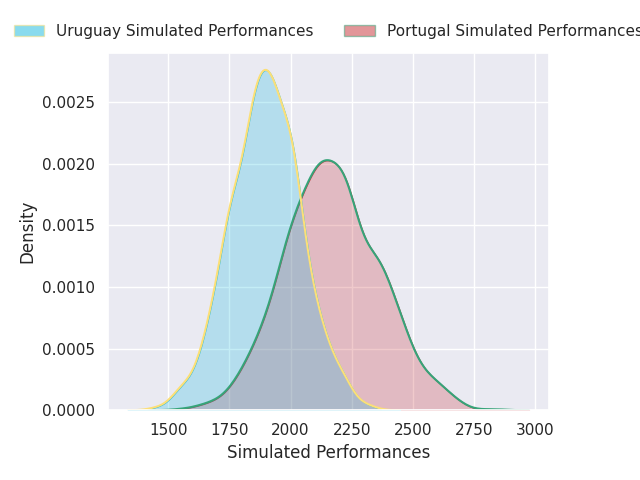 Uruguay Simulated Performances Portugal Simulated Performances
0.0025
0.0020
0.0015
0.0010
0.0005
0.0000
Density
1500 1750 2000 2250 2500 2750 3000
Simulated Performances